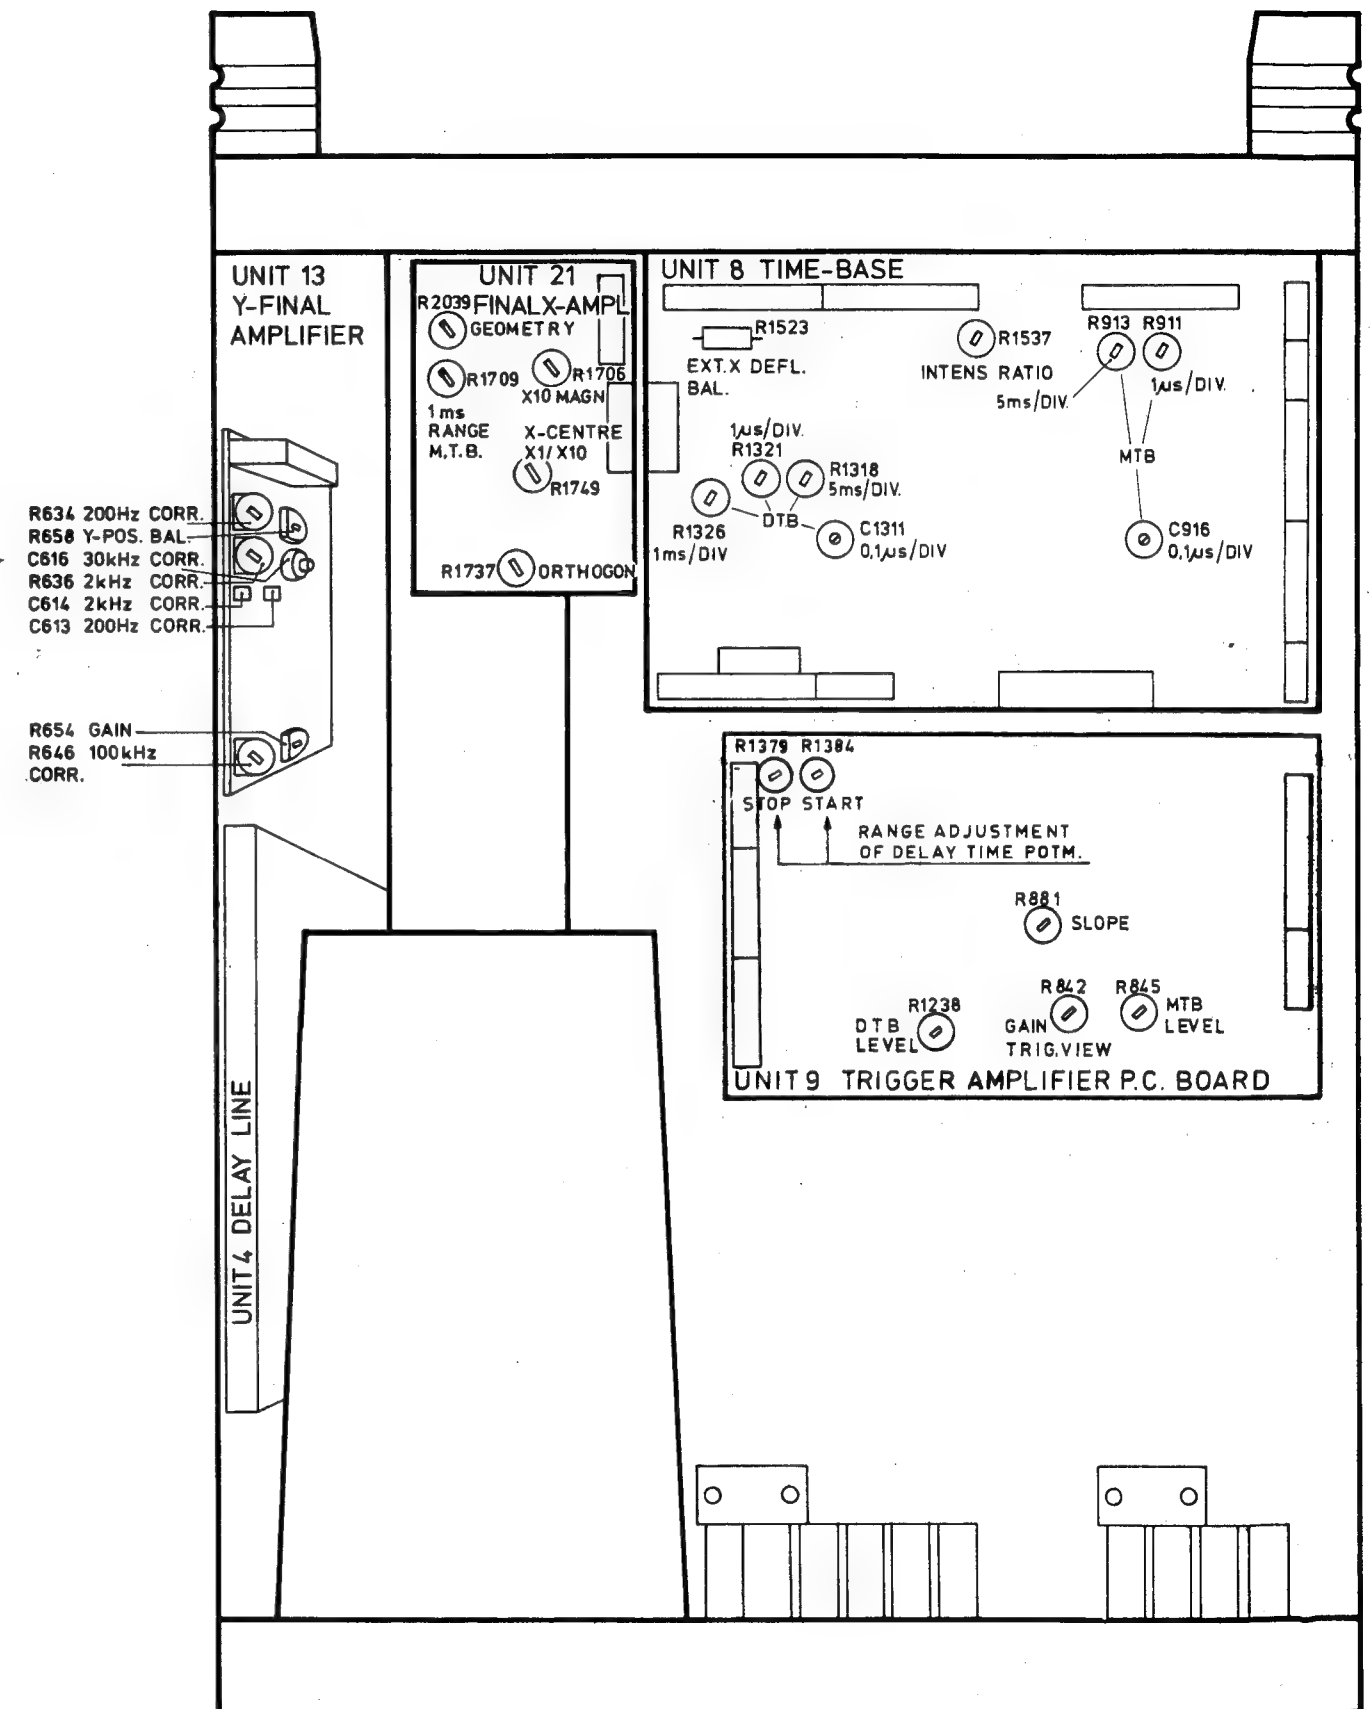 UNIT 13
Y-FINAL
AMPLIFIER
R634 200Hz CORR.
R658 Y-POS. BAL.
C616 30kHz CORR.
R636 2kHz CORR.
C614 2kHz CORR.
C613 200Hz CORR.
R654 GAIN
R646 100kHz
CORR.
UNIT 4 DELAY LINE
UNIT 21
FINAL X-AMPL
R2039
GEOMETRY
R1709
1ms
RANGE
M.T.B.
R1706
X10 MAGN
X-CENTRE
X1/X10
R1749
R1737
ORTHOGON
UNIT 8 TIME-BASE
R1523
EXT.X DEFL.
BAL.
R1537
INTENS RATIO
R913 R911
5ms/DIV.
1µs/DIV.
MTB
1µs/DIV.
R1321
R1318
5ms/DIV.
R1326
1ms/DIV
DTB
C1311
0,1µs/DIV
C916
0,1µs/DIV
R1379 R1384
STOP START
RANGE ADJUSTMENT
OF DELAY TIME POTM.
R881
SLOPE
R1238
DTB
LEVEL
R842
GAIN
TRIG.VIEW
R845
MTB
LEVEL
UNIT 9 TRIGGER AMPLIFIER P.C. BOARD